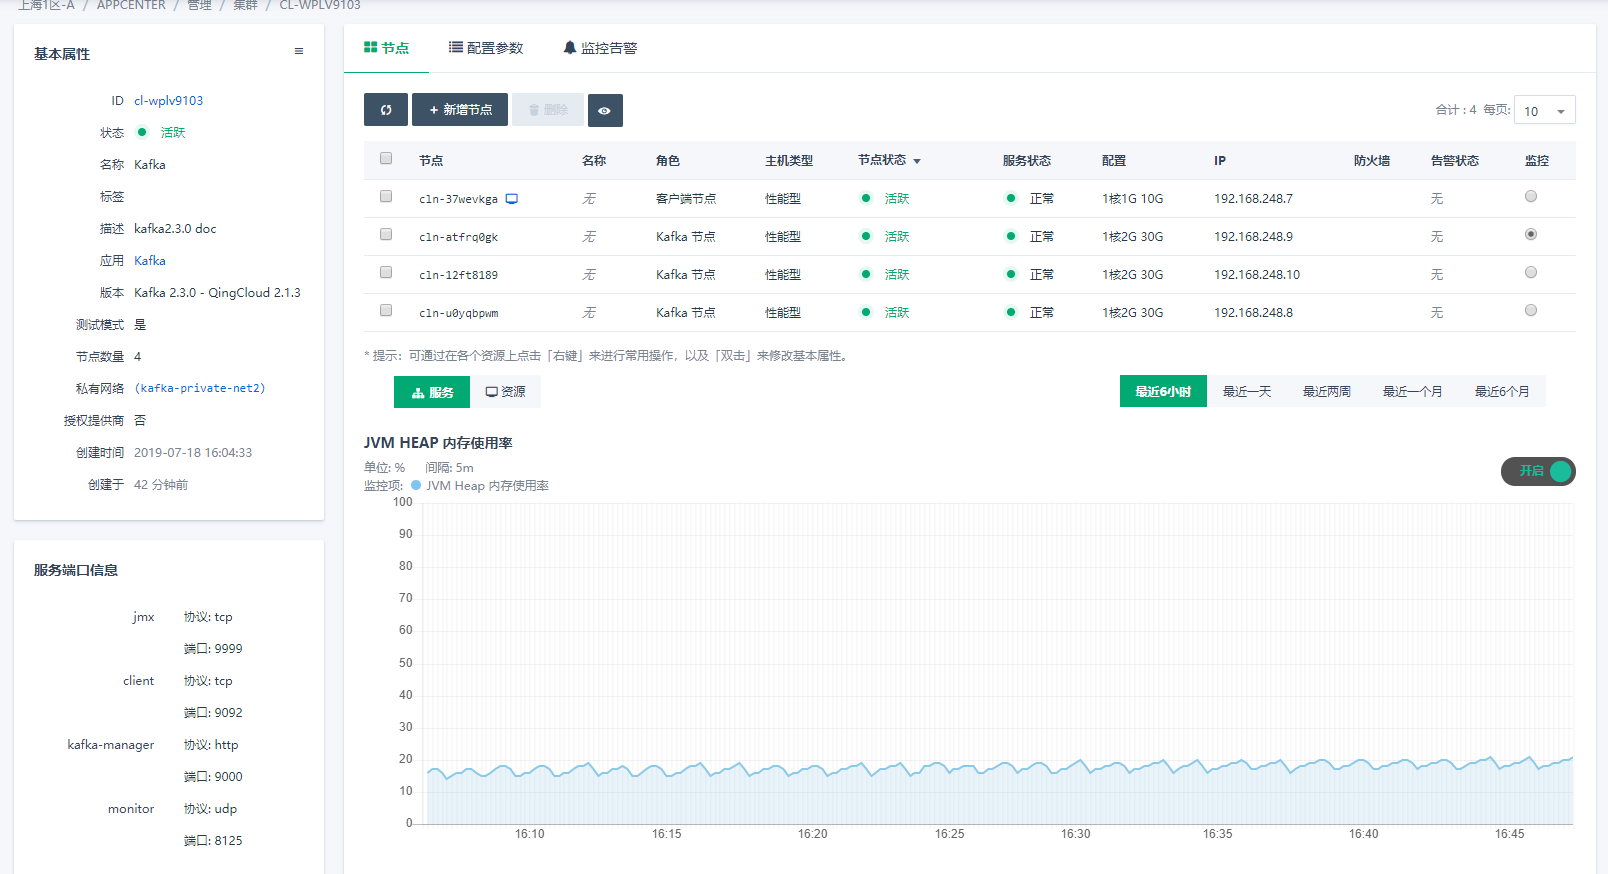 上海1区-A / APPCENTER / 管理 / 集群 / CL-WPLV9103
基本属性
ID cl-wplv9103
状态 活跃
名称 Kafka
标签
描述 kafka2.3.0 doc
应用 Kafka
版本 Kafka 2.3.0 - QingCloud 2.1.3
测试模式 是
节点数量 4
私有网络 (kafka-private-net2)
授权提供商 否
创建时间 2019-07-18 16:04:33
创建于 42 分钟前
服务端口信息
jmx 协议: tcp
端口: 9999
client 协议: tcp
端口: 9092
kafka-manager 协议: http
端口: 9000
monitor 协议: udp
端口: 8125
节点 配置参数 监控告警
+ 新增节点 删除 合计 : 4 每页: 10
节点 名称 角色 主机类型 节点状态 服务状态 配置 IP 防火墙 告警状态 监控
cln-37wevkga 无 客户端节点 性能型 活跃 正常 1核1G 10G 192.168.248.7 无
cln-atfrq0gk 无 Kafka 节点 性能型 活跃 正常 1核2G 30G 192.168.248.9 无
cln-12ft8189 无 Kafka 节点 性能型 活跃 正常 1核2G 30G 192.168.248.10 无
cln-u0yqbpwm 无 Kafka 节点 性能型 活跃 正常 1核2G 30G 192.168.248.8 无
* 提示：可通过在各个资源上点击「右键」来进行常用操作，以及「双击」来修改基本属性。
服务 资源 最近6小时 最近一天 最近两周 最近一个月 最近6个月
JVM HEAP 内存使用率
单位: % 间隔: 5m
开启
监控项: JVM Heap 内存使用率
100
90
80
70
60
50
40
30
20
10
0
16:10 16:15 16:20 16:25 16:30 16:35 16:40 16:45